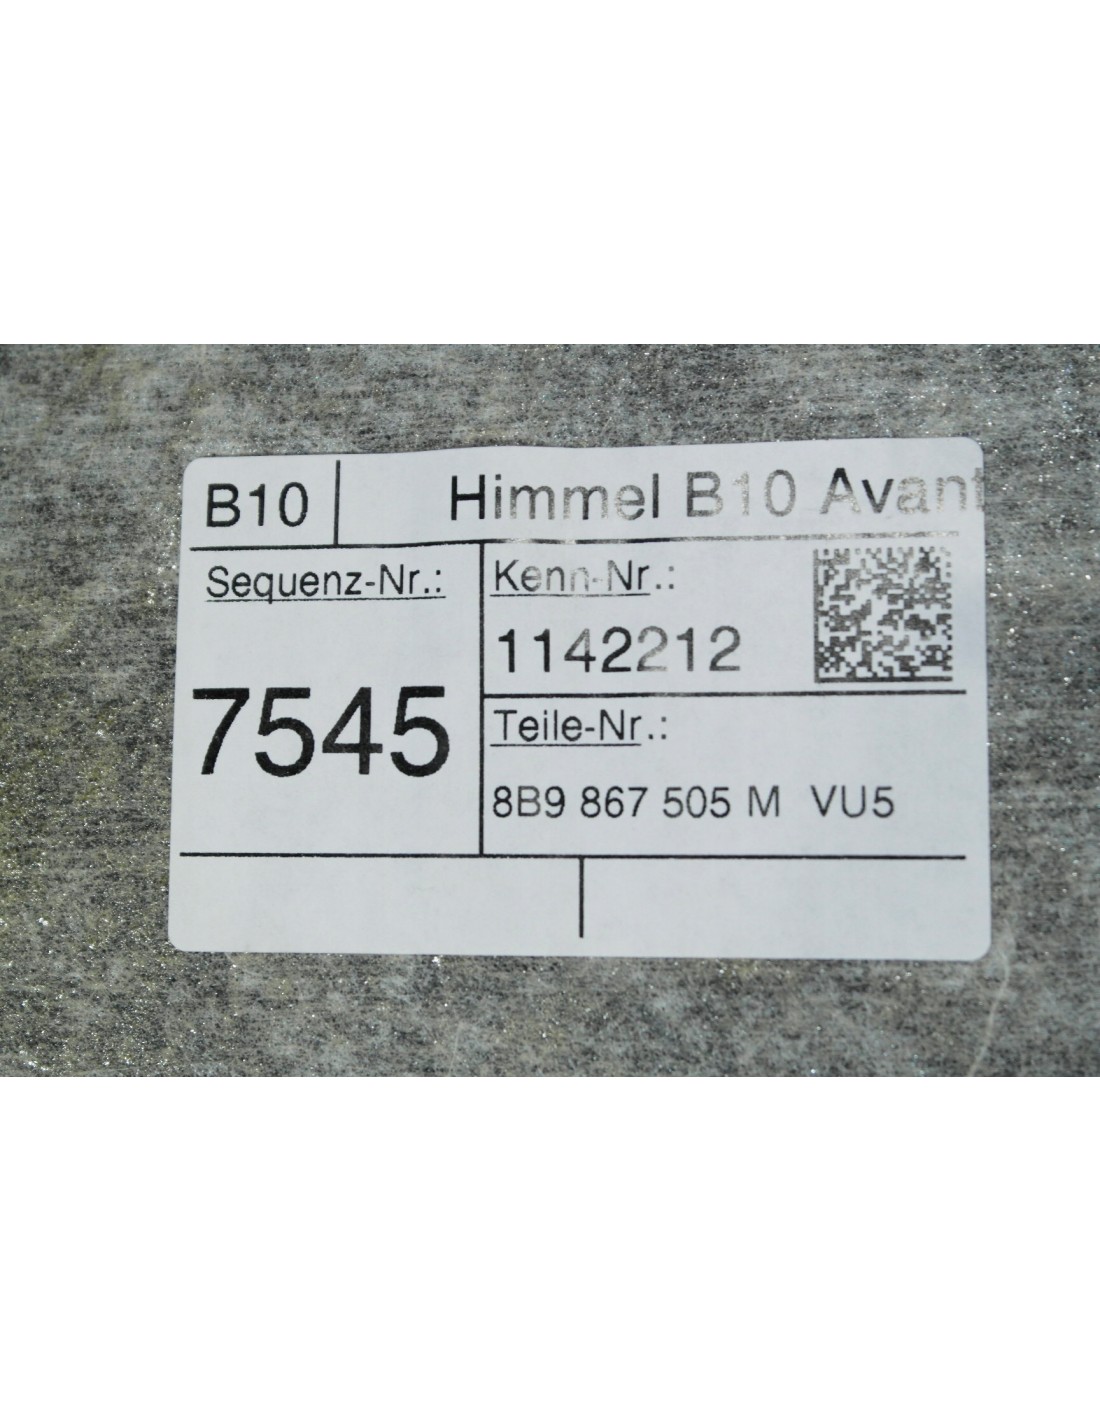 B10 Himmel B10 Avant
Sequenz-Nr.:
7545
Kenn-Nr.:
1142212
Teile-Nr.:
8B9 867 505 M VU5